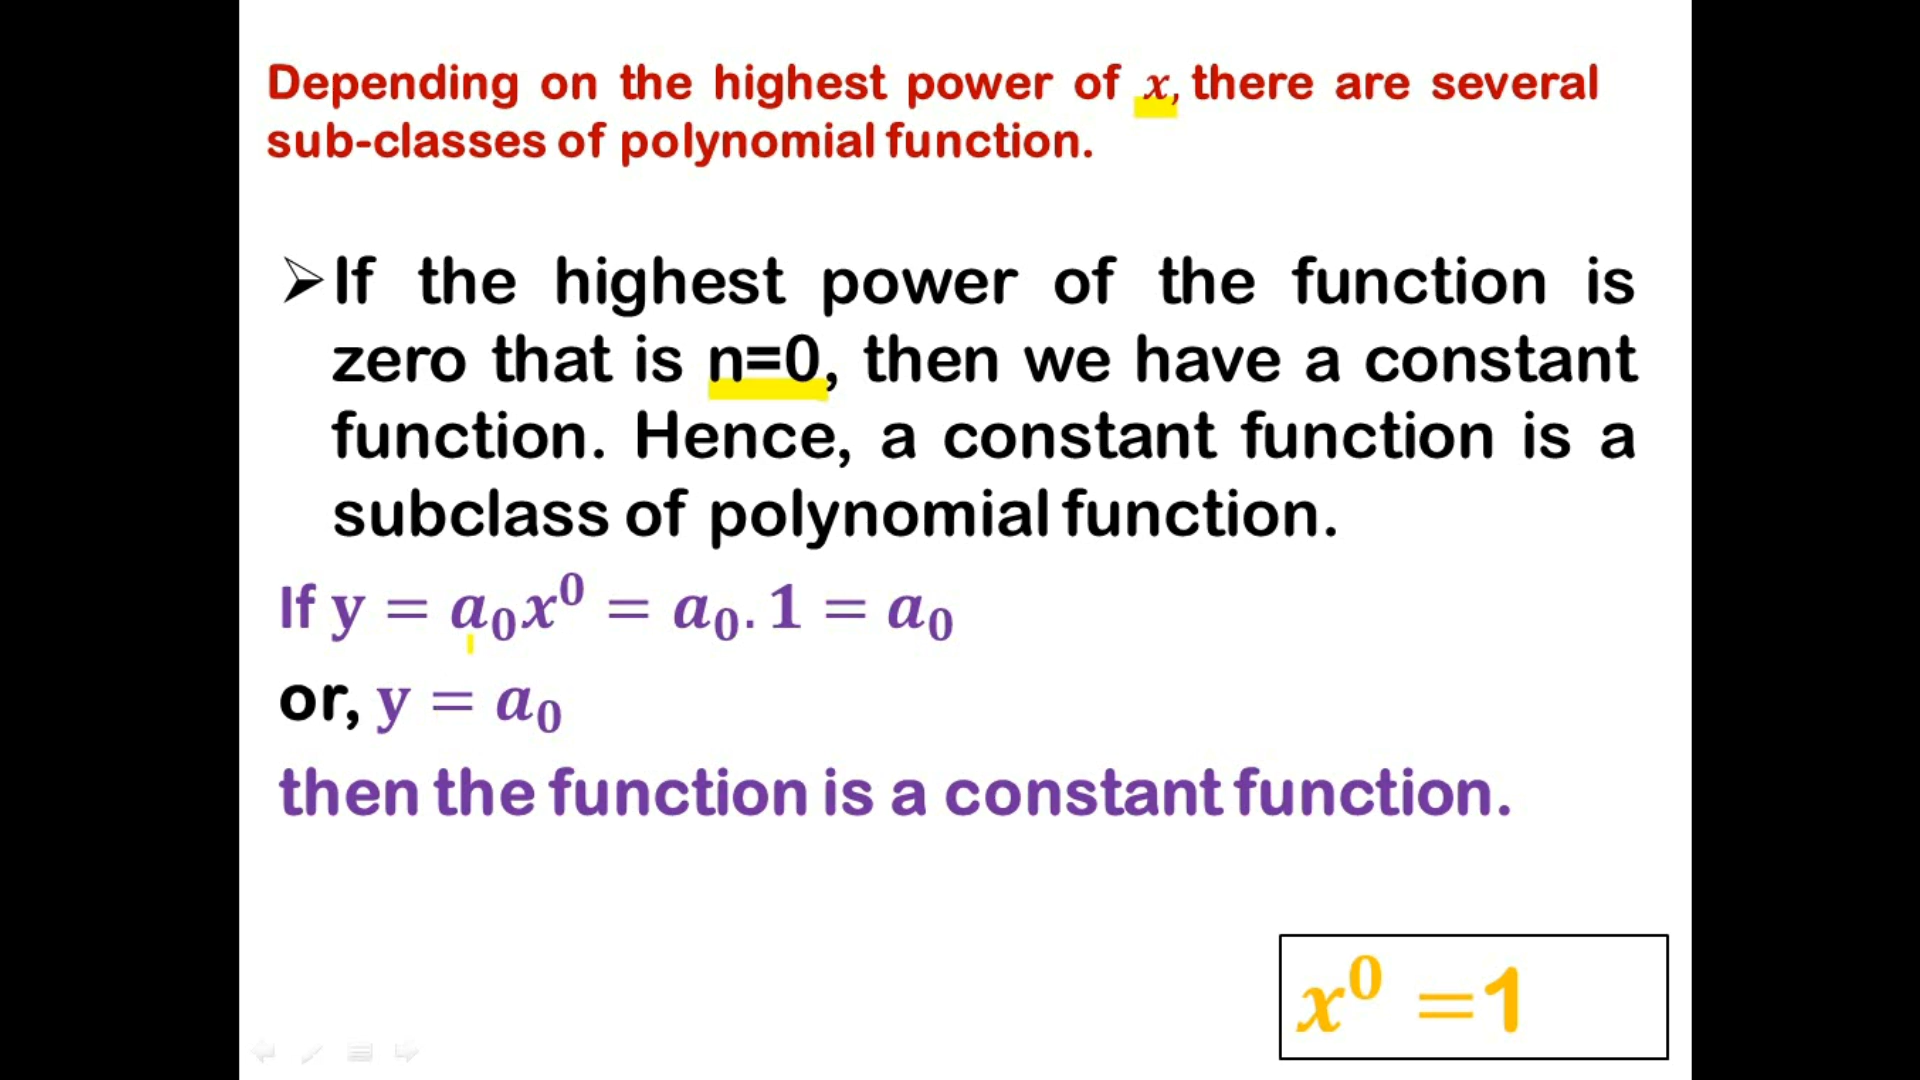 Depending on the highest power of x, there are several
sub-classes of polynomial function.
➢If the highest power of the function is
zero that is n=0, then we have a constant
function. Hence, a constant function is a
subclass of polynomial function.
If y = a₀x⁰ = a₀. 1 = a₀
or, y = a₀
then the function is a constant function.
x⁰ =1